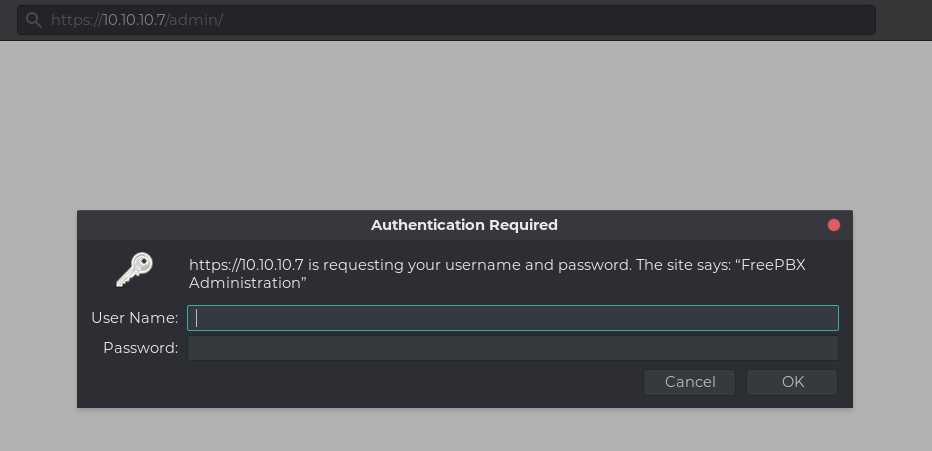 https://10.10.10.7/admin/
Authentication Required
https://10.10.10.7 is requesting your username and password. The site says: “FreePBX
Administration”
User Name:
Password:
Cancel
OK